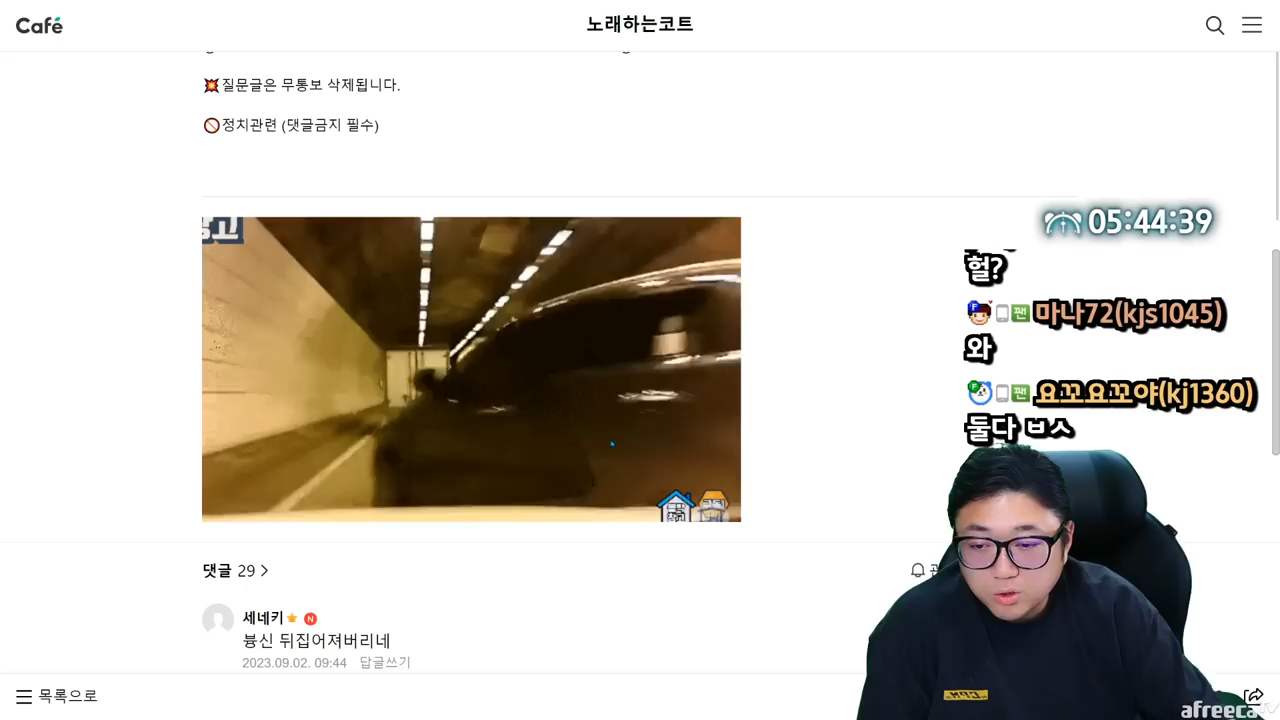 Café
노래하는코트
💥질문글은 무통보 삭제됩니다.
🚫정치관련 (댓글금지 필수)
05:44:39
헐?
팬 마나72(kjs1045)
와
팬 요꼬요꼬야(kj1360)
둘다 ㅂㅅ
댓글 29
세네키 N
븅신 뒤집어져버리네
2023.09.02. 09:44 답글쓰기
목록으로
afreecaTV